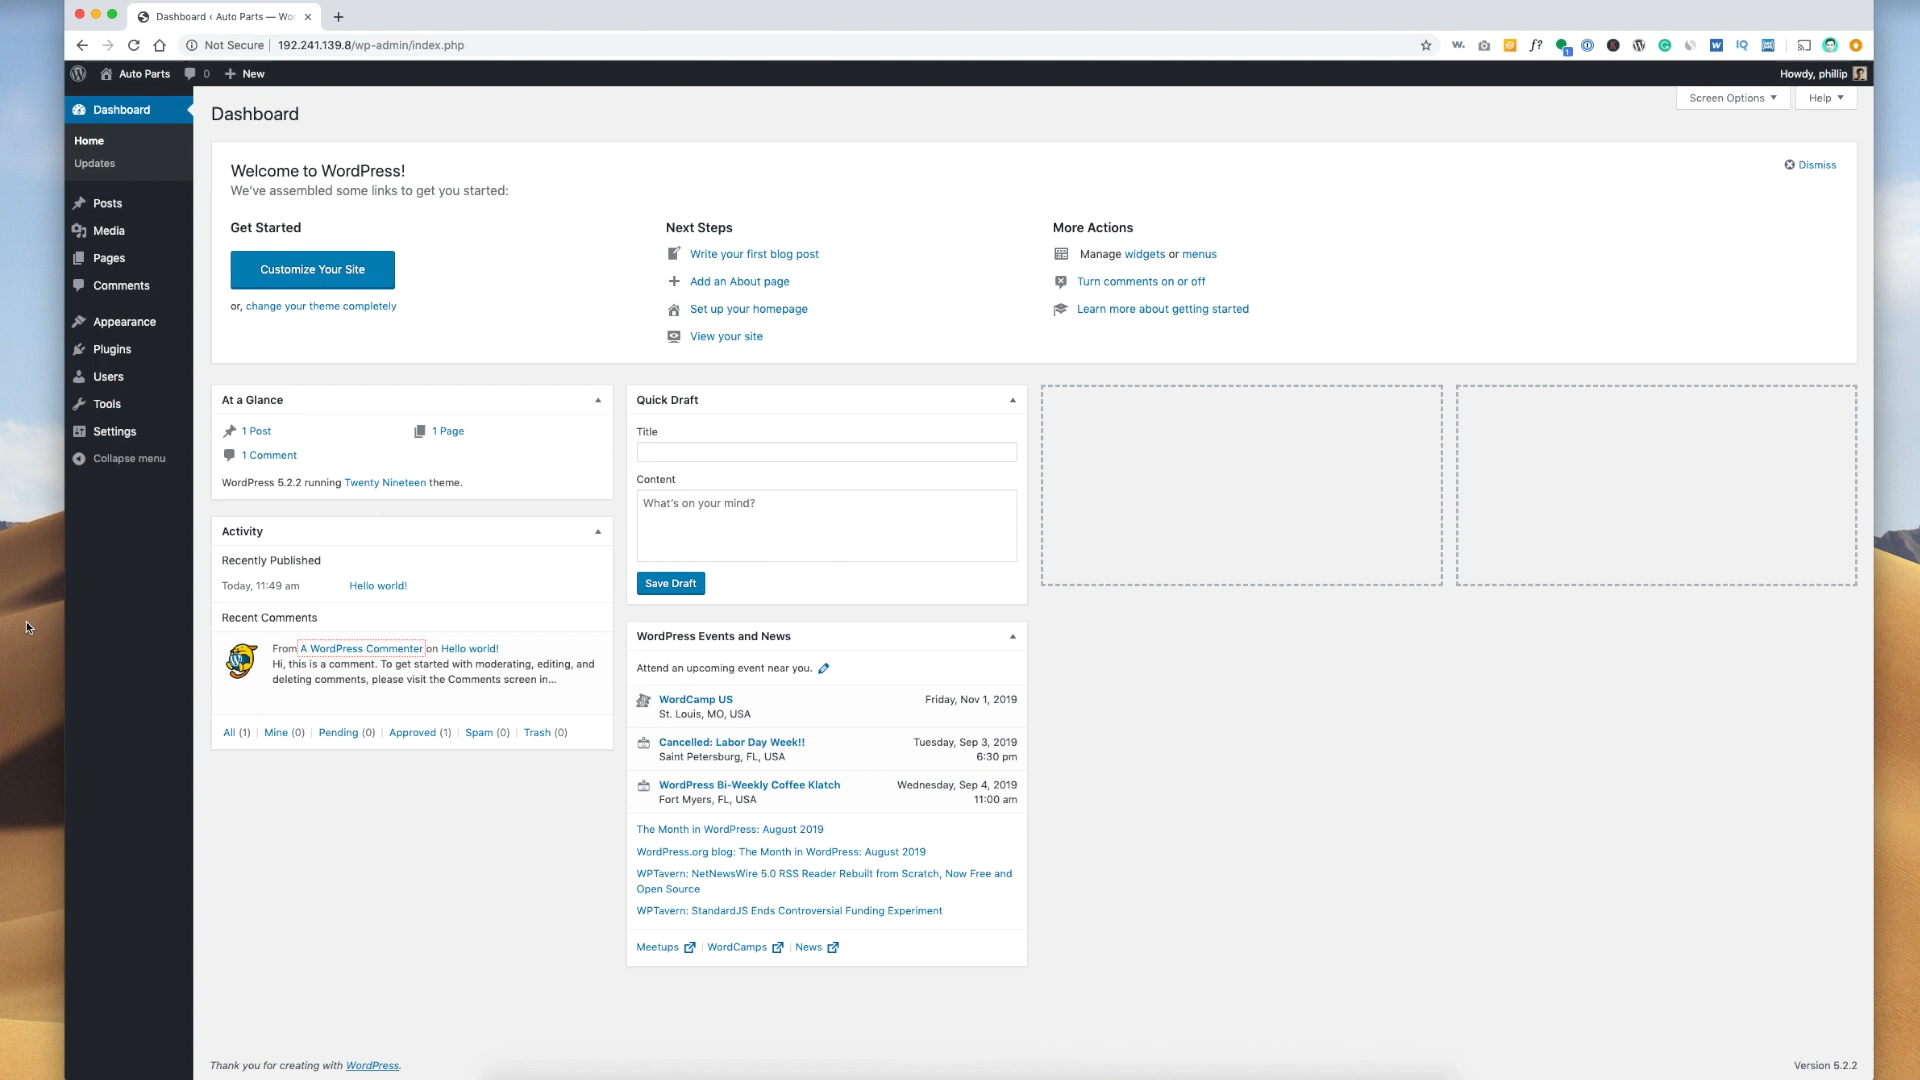 Dashboard ‹ Auto Parts — Wor
Not Secure
192.241.139.8/wp-admin/index.php
Auto Parts
0
New
Howdy, phillip
Dashboard
Home
Updates
Posts
Media
Pages
Comments
Appearance
Plugins
Users
Tools
Settings
Collapse menu
Screen Options
Help
Dashboard
Welcome to WordPress!
We've assembled some links to get you started:
Dismiss
Get Started
Customize Your Site
or, change your theme completely
Next Steps
Write your first blog post
Add an About page
Set up your homepage
View your site
More Actions
Manage widgets or menus
Turn comments on or off
Learn more about getting started
At a Glance
1 Post
1 Page
1 Comment
WordPress 5.2.2 running Twenty Nineteen theme.
Activity
Recently Published
Today, 11:49 am
Hello world!
Recent Comments
From A WordPress Commenter on Hello world!
Hi, this is a comment. To get started with moderating, editing, and
deleting comments, please visit the Comments screen in...
All (1) | Mine (0) | Pending (0) | Approved (1) | Spam (0) | Trash (0)
Quick Draft
Title
Content
What's on your mind?
Save Draft
WordPress Events and News
Attend an upcoming event near you.
WordCamp US
Friday, Nov 1, 2019
St. Louis, MO, USA
Cancelled: Labor Day Week!!
Tuesday, Sep 3, 2019
Saint Petersburg, FL, USA
6:30 pm
WordPress Bi-Weekly Coffee Klatch
Wednesday, Sep 4, 2019
Fort Myers, FL, USA
11:00 am
The Month in WordPress: August 2019
WordPress.org blog: The Month in WordPress: August 2019
WPTavern: NetNewsWire 5.0 RSS Reader Rebuilt from Scratch, Now Free and
Open Source
WPTavern: StandardJS Ends Controversial Funding Experiment
Meetups | WordCamps | News
Thank you for creating with WordPress.
Version 5.2.2